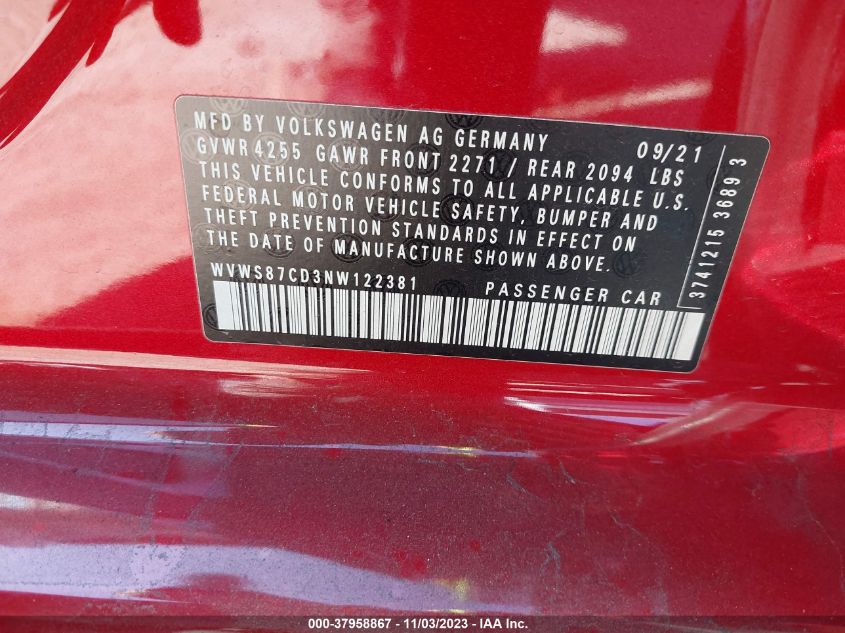 MFD BY VOLKSWAGEN AG GERMANY 09/21
GVWR 4255 GAWR FRONT 2271 / REAR 2094 LBS
THIS VEHICLE CONFORMS TO ALL APPLICABLE U.S.
FEDERAL MOTOR VEHICLE SAFETY, BUMPER AND
THEFT PREVENTION STANDARDS IN EFFECT ON
THE DATE OF MANUFACTURE SHOWN ABOVE.
WVWS87CD3NW122381 PASSENGER CAR
3741215 3689 3
000-37958867 - 11/03/2023 - IAA Inc.